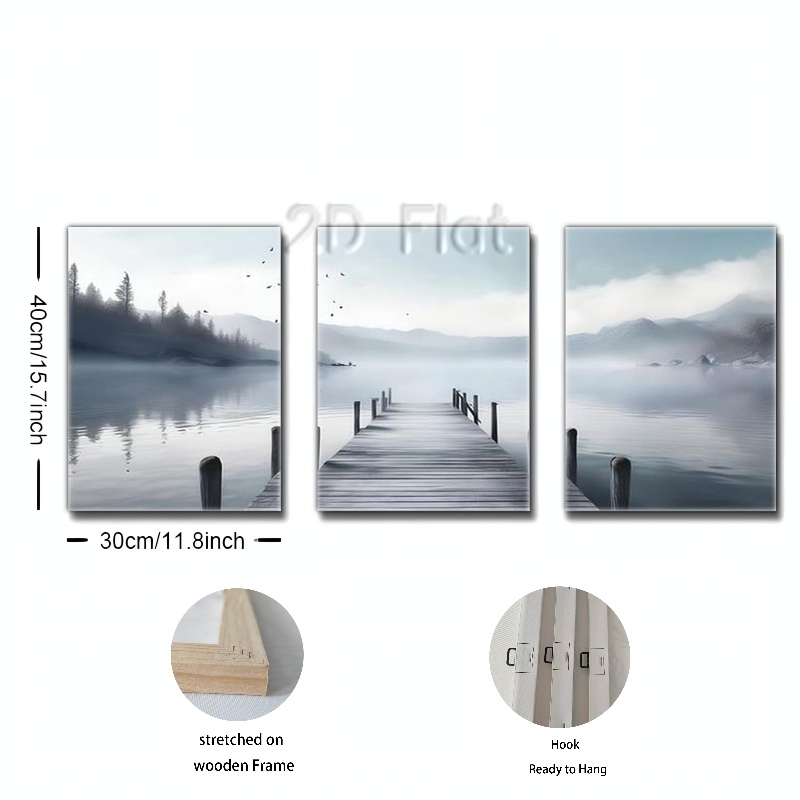 2D Flat
40cm/15.7inch
30cm/11.8inch
stretched on
wooden Frame
Hook
Ready to Hang